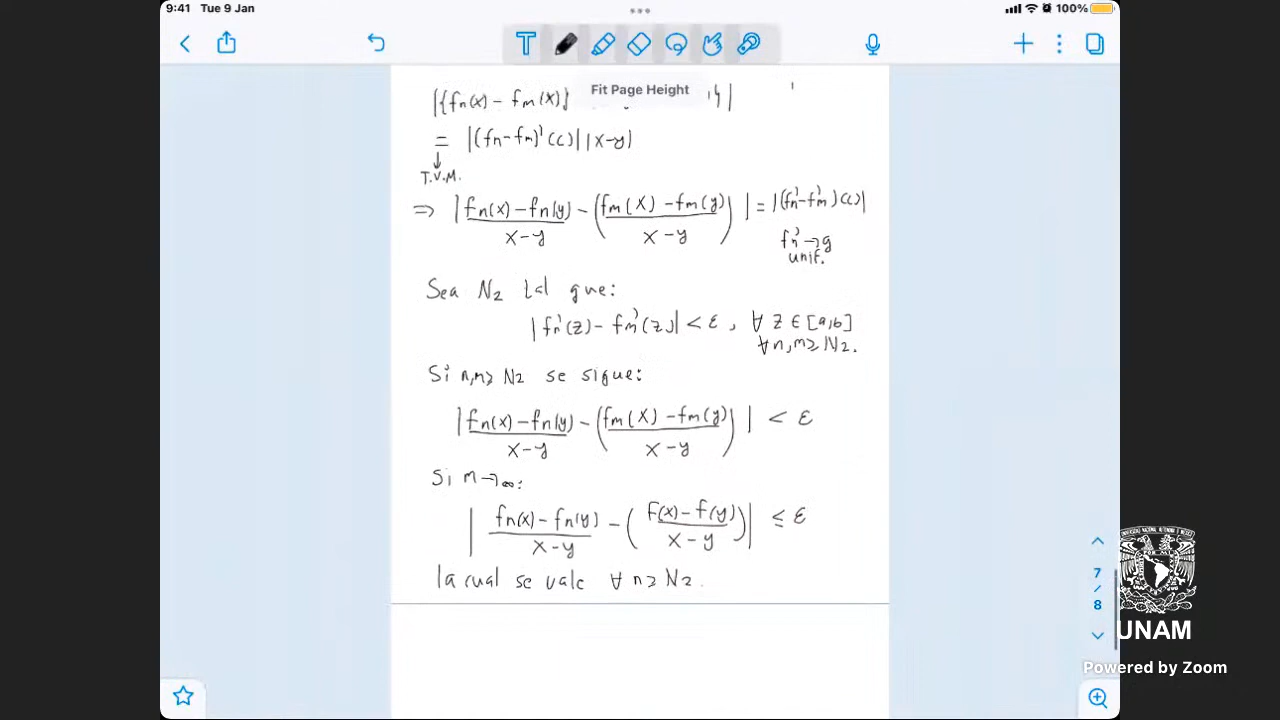 9:41 Tue 9 Jan
100%
Fit Page Height
|{fn(x) - fm(x)}
= |(fn-fm)'(c)| |x-y|
↓
T.V.M.
⇒ |fn(x)-fn(y)/x-y - (fm(x)-fm(y)/x-y)| = |(fn'-fm')(c)|
fn'→g
unif.
Sea N2 tal que:
|fn'(z) - fm'(z)| < ε, ∀ z ∈ [a,b]
∀ n,m ≥ N2.
Si n,m ≥ N2 se sigue:
|fn(x)-fn(y)/x-y - (fm(x)-fm(y)/x-y)| < ε
Si m→∞:
|fn(x)-fn(y)/x-y - (f(x)-f(y)/x-y)| ≤ ε
la cual se vale ∀ n ≥ N2.
7
/
8
UNAM
Powered by Zoom